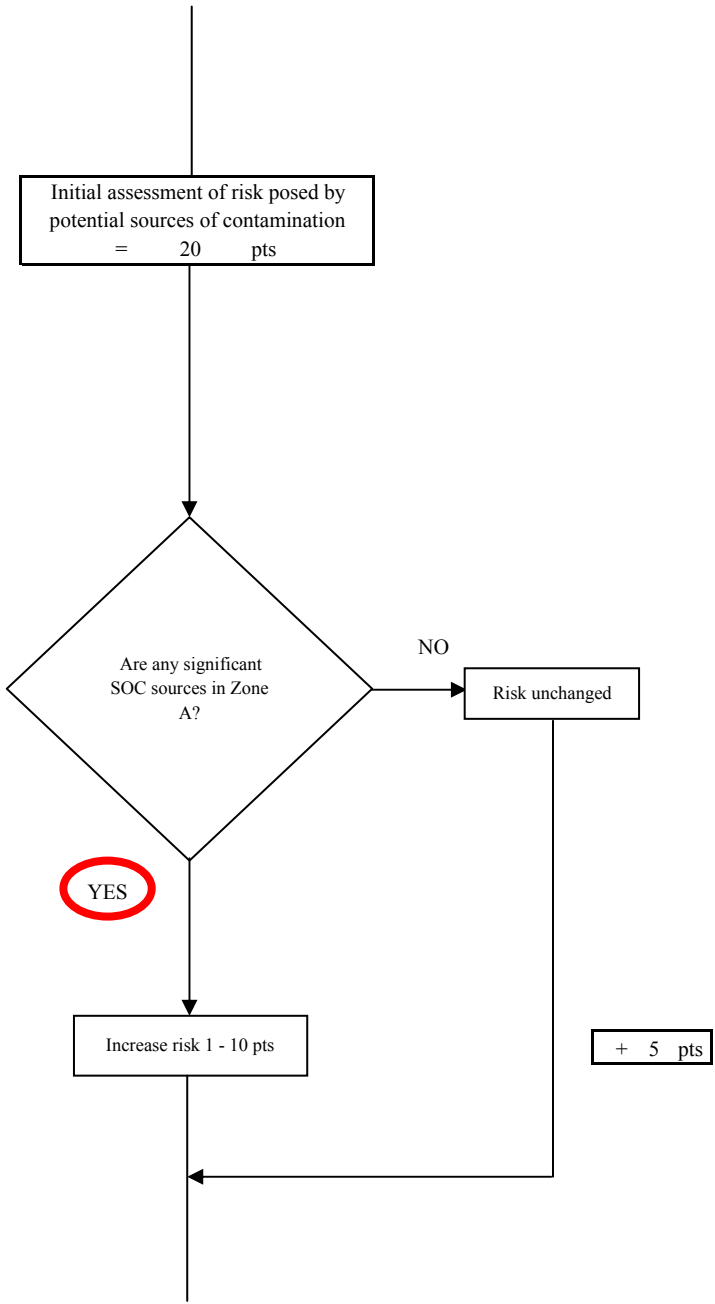 Initial assessment of risk posed by
potential sources of contamination
= 20 pts
Are any significant
SOC sources in Zone
A?
NO
Risk unchanged
YES
Increase risk 1 - 10 pts
+ 5 pts